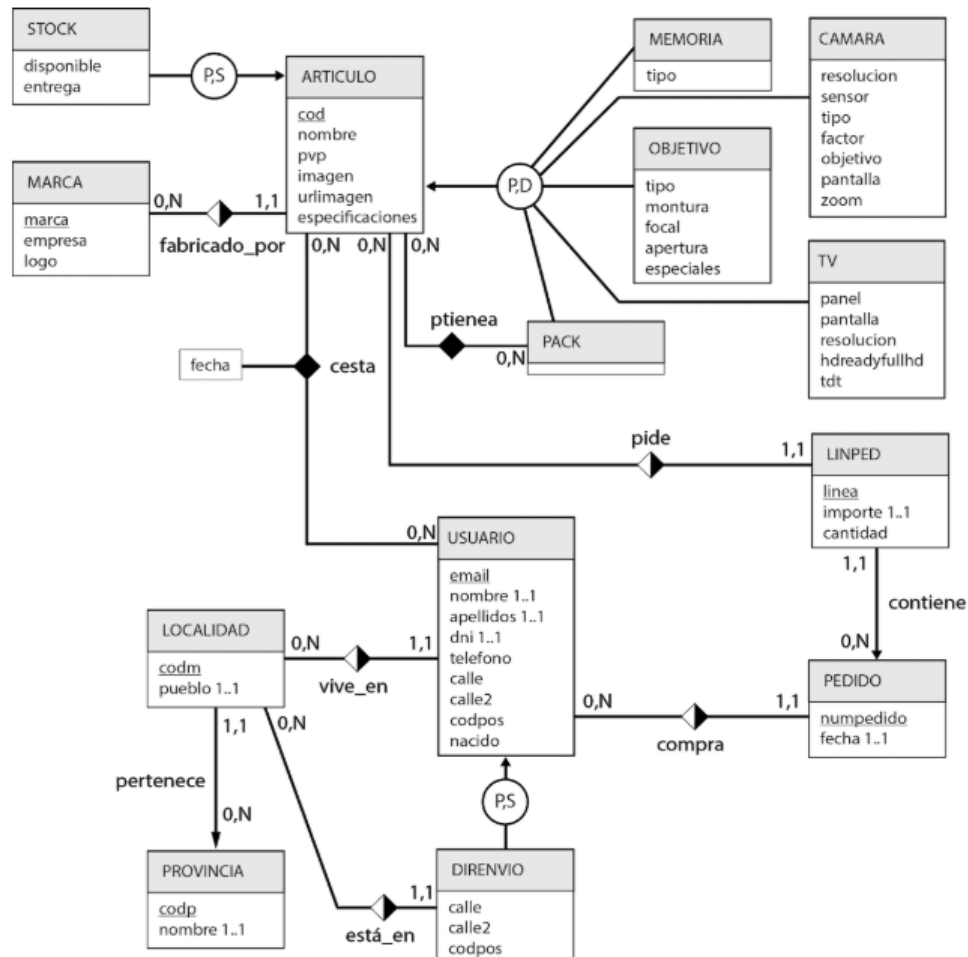 STOCK
disponible
entrega
P,S
ARTICULO
cod
nombre
pvp
imagen
urlimagen
especificaciones
MEMORIA
tipo
CAMARA
resolucion
sensor
tipo
factor
objetivo
pantalla
zoom
MARCA
marca
empresa
logo
0,N
1,1
fabricado_por
P,D
OBJETIVO
tipo
montura
focal
apertura
especiales
TV
panel
pantalla
resolucion
hdreadyfullhd
tdt
0,N
0,N
0,N
ptienea
0,N
PACK
fecha
cesta
pide
1,1
LINPED
linea
importe 1..1
cantidad
1,1
contiene
0,N
0,N
USUARIO
email
nombre 1..1
apellidos 1..1
dni 1..1
telefono
calle
calle2
codpos
nacido
LOCALIDAD
codm
pueblo 1..1
0,N
1,1
vive_en
PEDIDO
numpedido
fecha 1..1
0,N
1,1
compra
1,1
0,N
pertenece
0,N
P,S
PROVINCIA
codp
nombre 1..1
DIRENVIO
calle
calle2
codpos
1,1
está_en